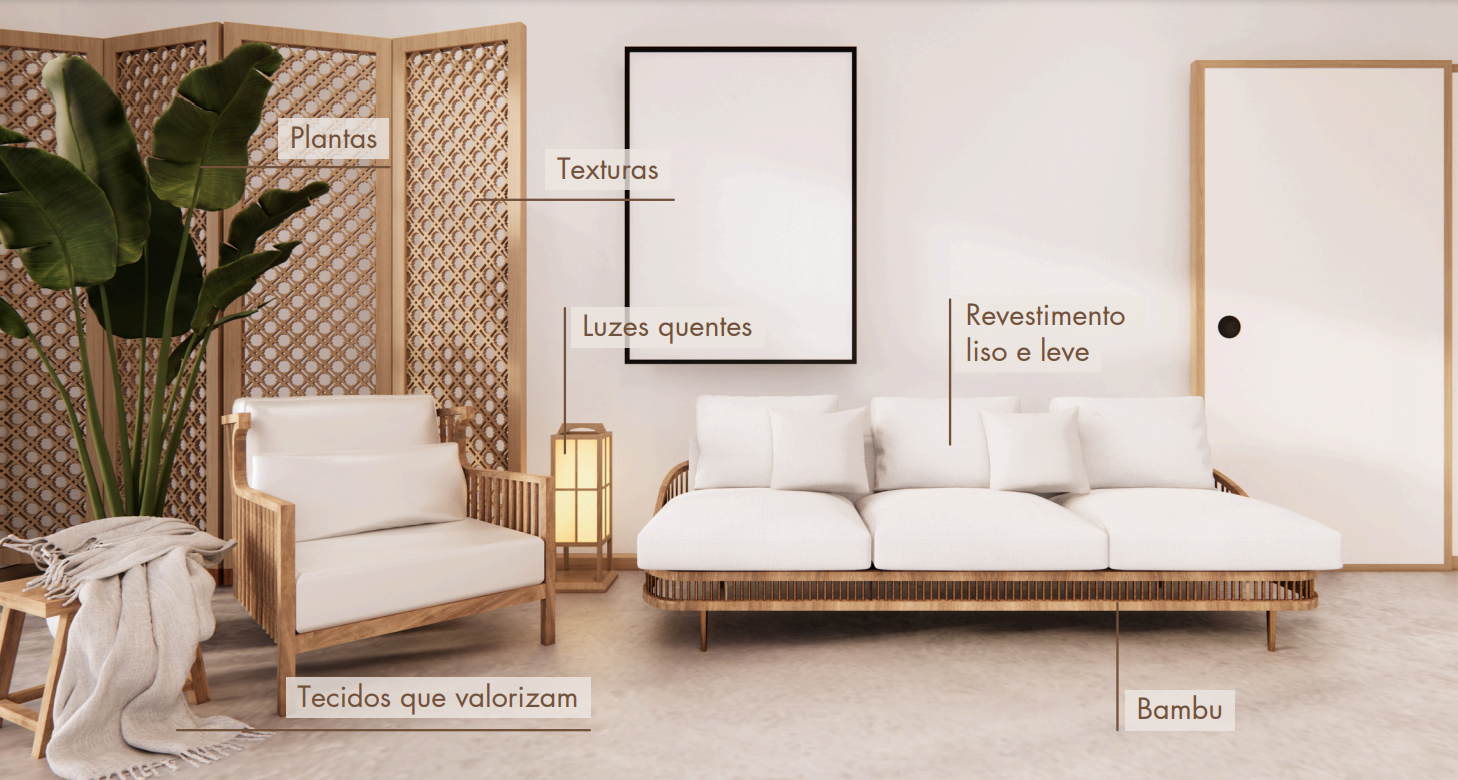 Plantas
Texturas
Luzes quentes
Revestimento
liso e leve
Tecidos que valorizam
Bambu